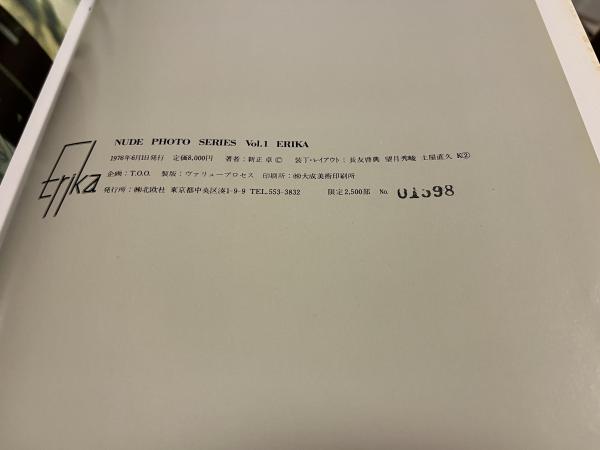 NUDE PHOTO SERIES Vol.1 ERIKA
1976年6月1日発行 定価8,000円 著者:新正 卓© 装丁・レイアウト:長友啓典 望月秀峻 土屋直久 K②
企画:T.O.O. 製版:ヴァリュープロセス 印刷所:㈱大成美術印刷所
発行所:㈱北欧社 東京都中央区湊1-9-9 TEL.553-3832 限定2,500部 No. 01598
Erika